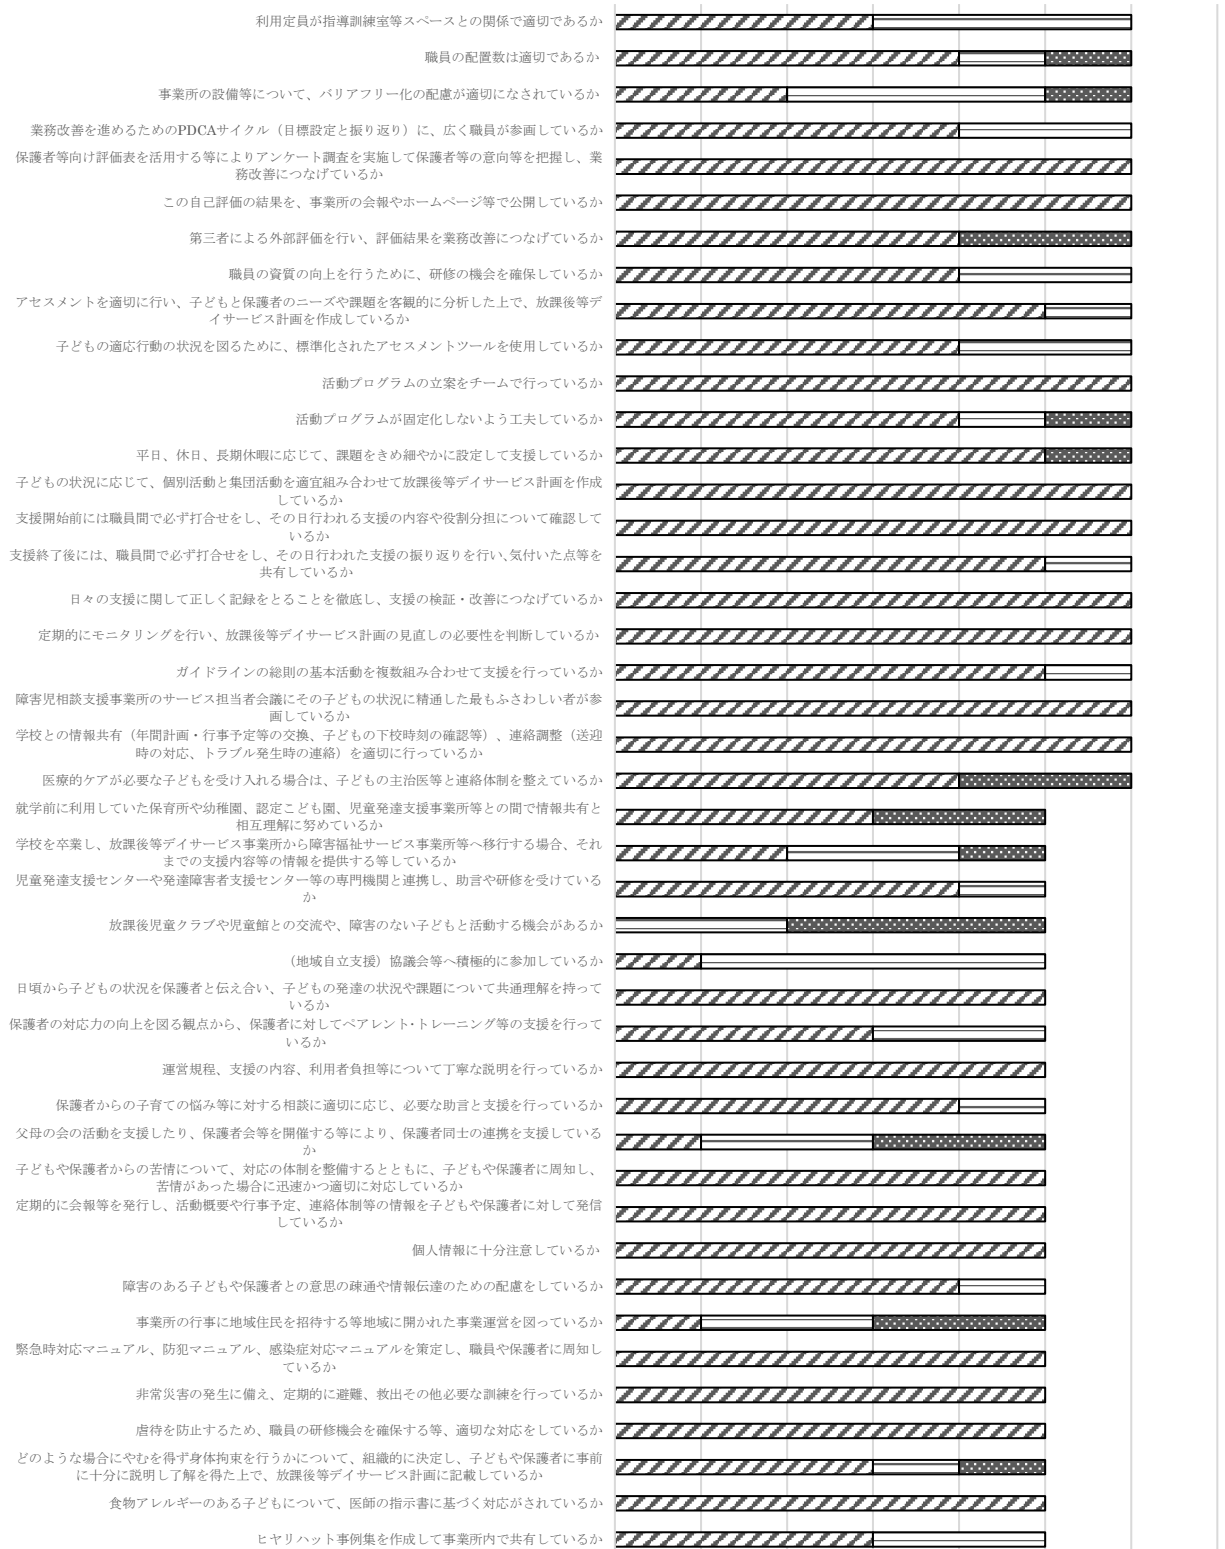 利用定員が指導訓練室等スペースとの関係で適切であるか
職員の配置数は適切であるか
事業所の設備等について、バリアフリー化の配慮が適切になされているか
業務改善を進めるためのPDCAサイクル（目標設定と振り返り）に、広く職員が参画しているか
保護者等向け評価表を活用する等によりアンケート調査を実施して保護者等の意向等を把握し、業
務改善につなげているか
この自己評価の結果を、事業所の会報やホームページ等で公開しているか
第三者による外部評価を行い、評価結果を業務改善につなげているか
職員の資質の向上を行うために、研修の機会を確保しているか
アセスメントを適切に行い、子どもと保護者のニーズや課題を客観的に分析した上で、放課後等デ
イサービス計画を作成しているか
子どもの適応行動の状況を図るために、標準化されたアセスメントツールを使用しているか
活動プログラムの立案をチームで行っているか
活動プログラムが固定化しないよう工夫しているか
平日、休日、長期休暇に応じて、課題をきめ細やかに設定して支援しているか
子どもの状況に応じて、個別活動と集団活動を適宜組み合わせて放課後等デイサービス計画を作成
しているか
支援開始前には職員間で必ず打合せをし、その日行われる支援の内容や役割分担について確認して
いるか
支援終了後には、職員間で必ず打合せをし、その日行われた支援の振り返りを行い、気付いた点等を
共有しているか
日々の支援に関して正しく記録をとることを徹底し、支援の検証・改善につなげているか
定期的にモニタリングを行い、放課後等デイサービス計画の見直しの必要性を判断しているか
ガイドラインの総則の基本活動を複数組み合わせて支援を行っているか
障害児相談支援事業所のサービス担当者会議にその子どもの状況に精通した最もふさわしい者が参
画しているか
学校との情報共有（年間計画・行事予定等の交換、子どもの下校時刻の確認等）、連絡調整（送迎
時の対応、トラブル発生時の連絡）を適切に行っているか
医療的ケアが必要な子どもを受け入れる場合は、子どもの主治医等と連絡体制を整えているか
就学前に利用していた保育所や幼稚園、認定こども園、児童発達支援事業所等との間で情報共有と
相互理解に努めているか
学校を卒業し、放課後等デイサービス事業所から障害福祉サービス事業所等へ移行する場合、それ
までの支援内容等の情報を提供する等しているか
児童発達支援センターや発達障害者支援センター等の専門機関と連携し、助言や研修を受けている
か
放課後児童クラブや児童館との交流や、障害のない子どもと活動する機会があるか
（地域自立支援）協議会等へ積極的に参加しているか
日頃から子どもの状況を保護者と伝え合い、子どもの発達の状況や課題について共通理解を持って
いるか
保護者の対応力の向上を図る観点から、保護者に対してペアレント・トレーニング等の支援を行って
いるか
運営規程、支援の内容、利用者負担等について丁寧な説明を行っているか
保護者からの子育ての悩み等に対する相談に適切に応じ、必要な助言と支援を行っているか
父母の会の活動を支援したり、保護者会等を開催する等により、保護者同士の連携を支援している
か
子どもや保護者からの苦情について、対応の体制を整備するとともに、子どもや保護者に周知し、
苦情があった場合に迅速かつ適切に対応しているか
定期的に会報等を発行し、活動概要や行事予定、連絡体制等の情報を子どもや保護者に対して発信
しているか
個人情報に十分注意しているか
障害のある子どもや保護者との意思の疎通や情報伝達のための配慮をしているか
事業所の行事に地域住民を招待する等地域に開かれた事業運営を図っているか
緊急時対応マニュアル、防犯マニュアル、感染症対応マニュアルを策定し、職員や保護者に周知し
ているか
非常災害の発生に備え、定期的に避難、救出その他必要な訓練を行っているか
虐待を防止するため、職員の研修機会を確保する等、適切な対応をしているか
どのような場合にやむを得ず身体拘束を行うかについて、組織的に決定し、子どもや保護者に事前
に十分に説明し了解を得た上で、放課後等デイサービス計画に記載しているか
食物アレルギーのある子どもについて、医師の指示書に基づく対応がされているか
ヒヤリハット事例集を作成して事業所内で共有しているか